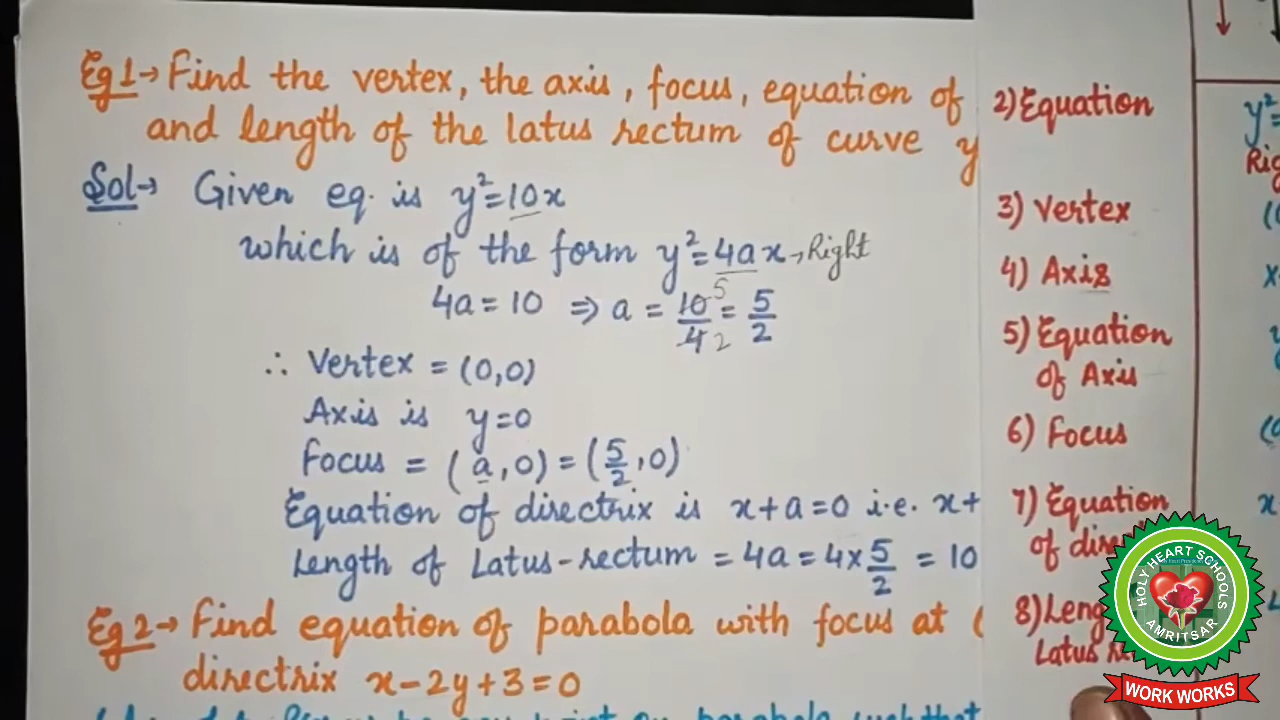 Eg1→ Find the vertex, the axis, focus, equation of
and length of the latus rectum of curve y
Sol→ Given eq. is y²=10x
which is of the form y²=4ax → Right
4a = 10 ⇒ a = 10/4 = 5/2
5
2
∴ Vertex = (0,0)
Axis is y=0
Focus = (a,0) = (5/2,0)
Equation of directrix is x+a=0 i.e. x+
Length of Latus-rectum = 4a = 4×5/2 = 10
Eg2→ Find equation of parabola with focus at (
directrix x-2y+3=0
2) Equation
y²=
3) Vertex
4) Axis
x
5) Equation
of Axis
6) Focus
7) Equation
x
of
8)
Latus
HOLY HEART SCHOOLS
AMRITSAR
WORK WORKS